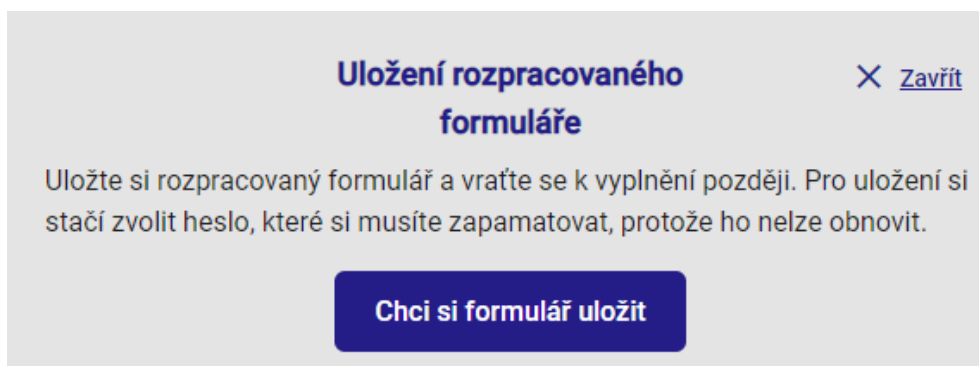 Uložení rozpracovaného
formuláře
Zavřít
Uložte si rozpracovaný formulář a vraťte se k vyplnění později. Pro uložení si
stačí zvolit heslo, které si musíte zapamatovat, protože ho nelze obnovit.
Chci si formulář uložit